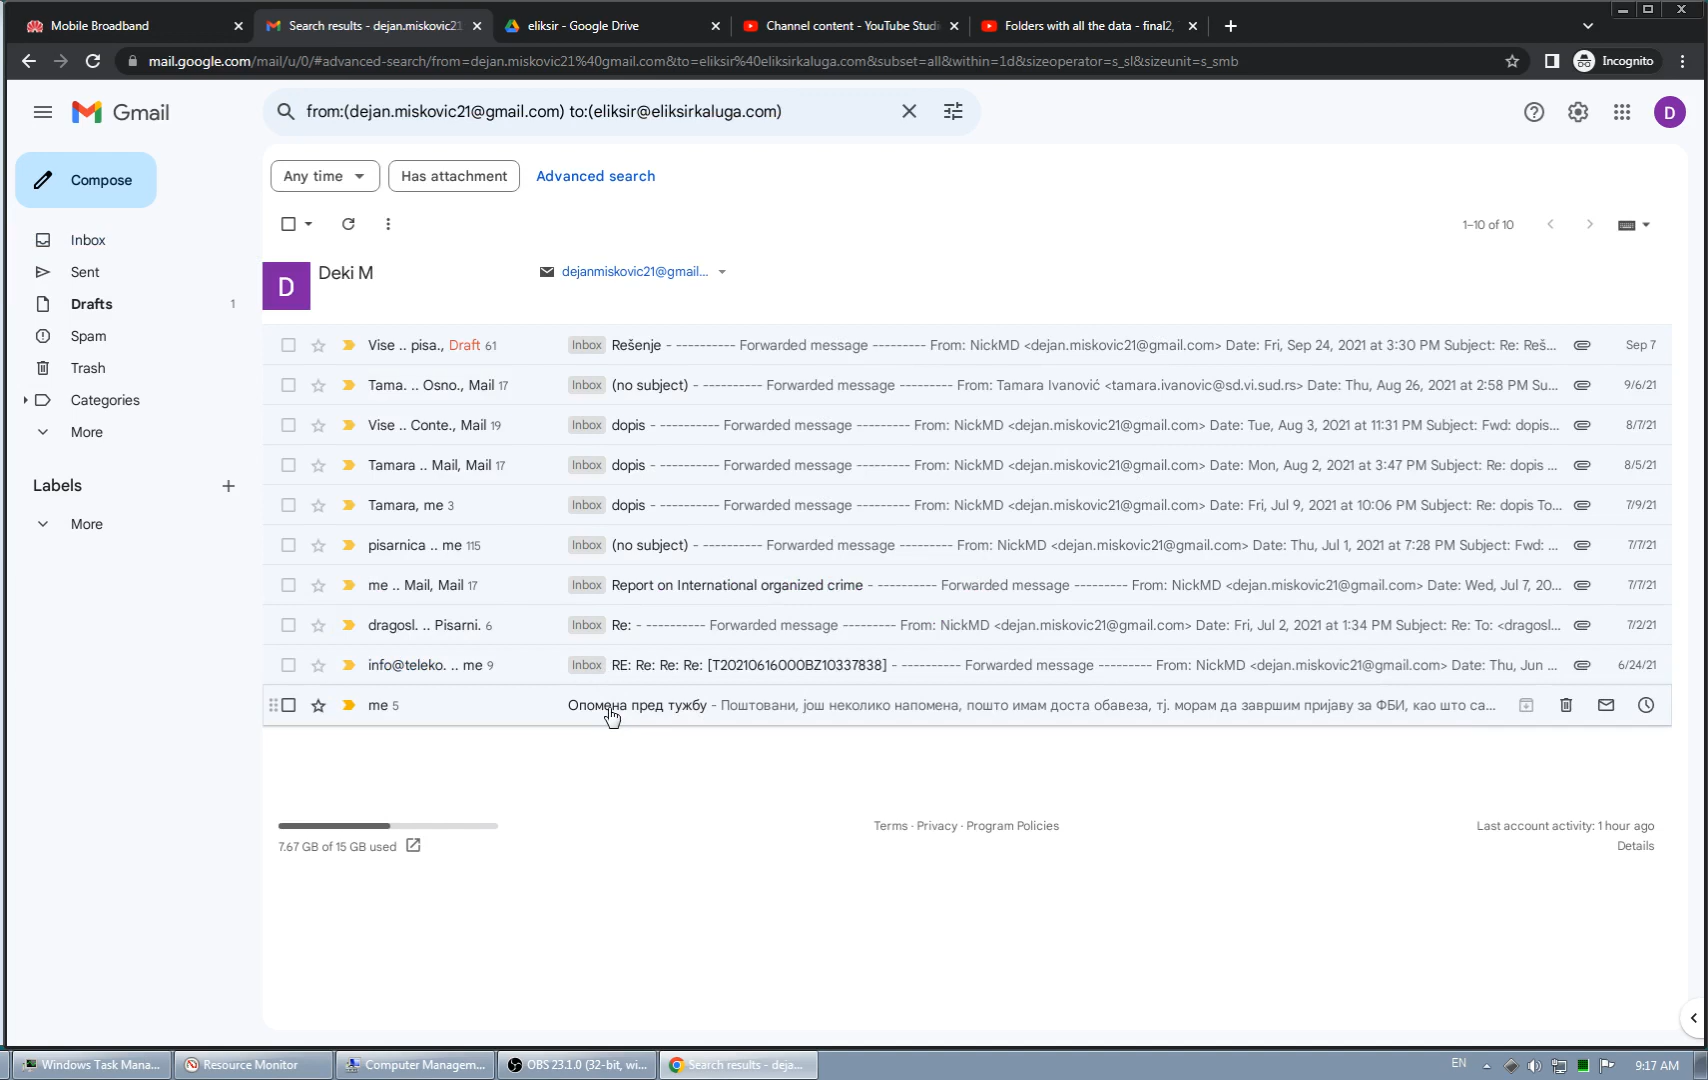 Mobile Broadband
Search results - dejan.miskovic21
eliksir - Google Drive
Channel content - YouTube Studi
Folders with all the data - final2,
mail.google.com/mail/u/0/#advanced-search/from=dejan.miskovic21%40gmail.com&to=eliksir%40eliksirkaluga.com&subset=all&within=1d&sizeoperator=s_sl&sizeunit=s_smb
Incognito
Gmail
from:(dejan.miskovic21@gmail.com) to:(eliksir@eliksirkaluga.com)
D
Compose
Any time
Has attachment
Advanced search
1–10 of 10
Inbox
Sent
Drafts 1
Spam
Trash
Categories
More
Labels
More
D
Deki M
dejanmiskovic21@gmail...
Vise .. pisa., Draft 61 Inbox Rešenje - ---------- Forwarded message --------- From: NickMD <dejan.miskovic21@gmail.com> Date: Fri, Sep 24, 2021 at 3:30 PM Subject: Re: Reš... Sep 7
Tama. .. Osno., Mail 17 Inbox (no subject) - ---------- Forwarded message --------- From: Tamara Ivanović <tamara.ivanovic@sd.vi.sud.rs> Date: Thu, Aug 26, 2021 at 2:58 PM Su... 9/6/21
Vise .. Conte., Mail 19 Inbox dopis - ---------- Forwarded message --------- From: NickMD <dejan.miskovic21@gmail.com> Date: Tue, Aug 3, 2021 at 11:31 PM Subject: Fwd: dopis... 8/7/21
Tamara .. Mail, Mail 17 Inbox dopis - ---------- Forwarded message --------- From: NickMD <dejan.miskovic21@gmail.com> Date: Mon, Aug 2, 2021 at 3:47 PM Subject: Re: dopis ... 8/5/21
Tamara, me 3 Inbox dopis - ---------- Forwarded message --------- From: NickMD <dejan.miskovic21@gmail.com> Date: Fri, Jul 9, 2021 at 10:06 PM Subject: Re: dopis To... 7/9/21
pisarnica .. me 115 Inbox (no subject) - ---------- Forwarded message --------- From: NickMD <dejan.miskovic21@gmail.com> Date: Thu, Jul 1, 2021 at 7:28 PM Subject: Fwd: ... 7/7/21
me .. Mail, Mail 17 Inbox Report on International organized crime - ---------- Forwarded message --------- From: NickMD <dejan.miskovic21@gmail.com> Date: Wed, Jul 7, 20... 7/7/21
dragosl. .. Pisarni. 6 Inbox Re: - ---------- Forwarded message --------- From: NickMD <dejan.miskovic21@gmail.com> Date: Fri, Jul 2, 2021 at 1:34 PM Subject: Re: To: <dragosl... 7/2/21
info@teleko. .. me 9 Inbox RE: Re: Re: Re: [T20210616000BZ10337838] - ---------- Forwarded message --------- From: NickMD <dejan.miskovic21@gmail.com> Date: Thu, Jun ... 6/24/21
me 5 Опомена пред тужбу - Поштовани, још неколико напомена, пошто имам доста обавеза, тј. морам да завршим пријаву за ФБИ, као што са...
7.67 GB of 15 GB used
Terms · Privacy · Program Policies
Last account activity: 1 hour ago
Details
Windows Task Mana...
Resource Monitor
Computer Managem...
OBS 23.1.0 (32-bit, wi...
Search results - deja...
EN
9:17 AM